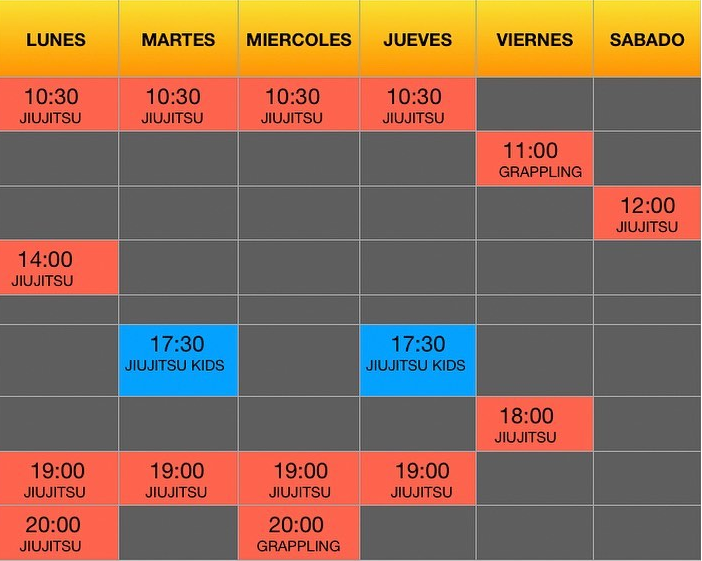 LUNES MARTES MIERCOLES JUEVES VIERNES SABADO
10:30 10:30 10:30 10:30
JIUJITSU JIUJITSU JIUJITSU JIUJITSU
11:00
GRAPPLING
12:00
JIUJITSU
14:00
JIUJITSU
17:30 17:30
JIUJITSU KIDS JIUJITSU KIDS
18:00
JIUJITSU
19:00 19:00 19:00 19:00
JIUJITSU JIUJITSU JIUJITSU JIUJITSU
20:00 20:00
JIUJITSU GRAPPLING